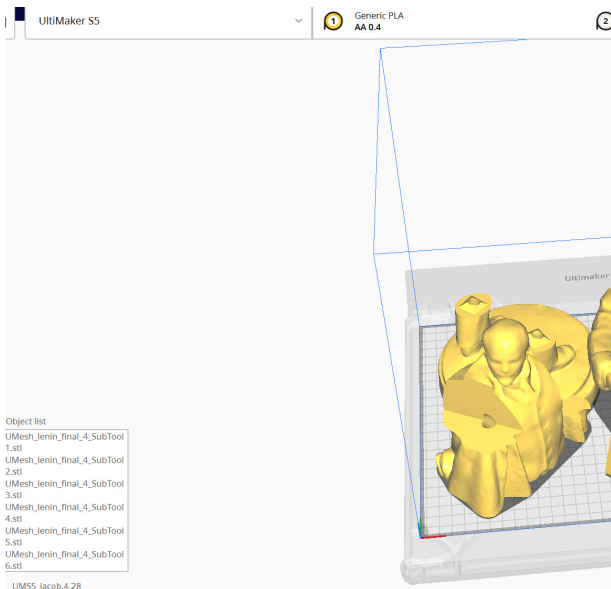 UltiMaker S5
1
Generic PLA
AA 0.4
2
Ultimaker
Object list
UMesh_lenin_final_4_SubTool
1.stl
UMesh_lenin_final_4_SubTool
2.stl
UMesh_lenin_final_4_SubTool
3.stl
UMesh_lenin_final_4_SubTool
4.stl
UMesh_lenin_final_4_SubTool
5.stl
UMesh_lenin_final_4_SubTool
6.stl
UMS5_jacob.4.28